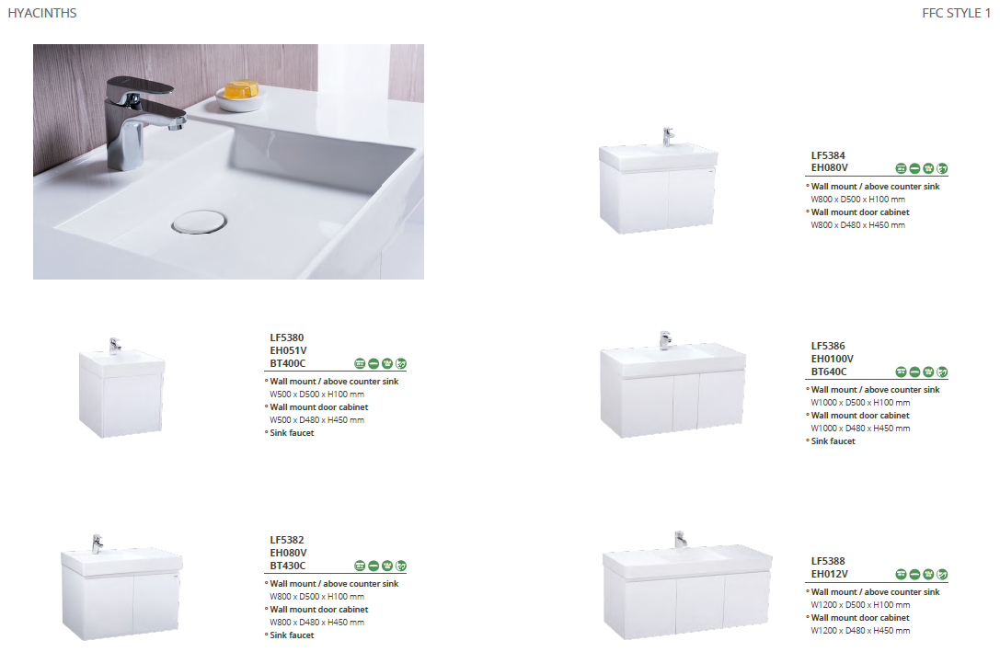 HYACINTHS
FFC STYLE 1
LF5380
EH051V
BT400C
° Wall mount / above counter sink
W500 x D500 x H100 mm
° Wall mount door cabinet
W500 x D480 x H450 mm
° Sink faucet
LF5382
EH080V
BT430C
° Wall mount / above counter sink
W800 x D500 x H100 mm
° Wall mount door cabinet
W800 x D480 x H450 mm
° Sink faucet
LF5384
EH080V
° Wall mount / above counter sink
W800 x D500 x H100 mm
° Wall mount door cabinet
W800 x D480 x H450 mm
LF5386
EH0100V
BT640C
° Wall mount / above counter sink
W1000 x D500 x H100 mm
° Wall mount door cabinet
W1000 x D480 x H450 mm
° Sink faucet
LF5388
EH012V
° Wall mount / above counter sink
W1200 x D500 x H100 mm
° Wall mount door cabinet
W1200 x D480 x H450 mm